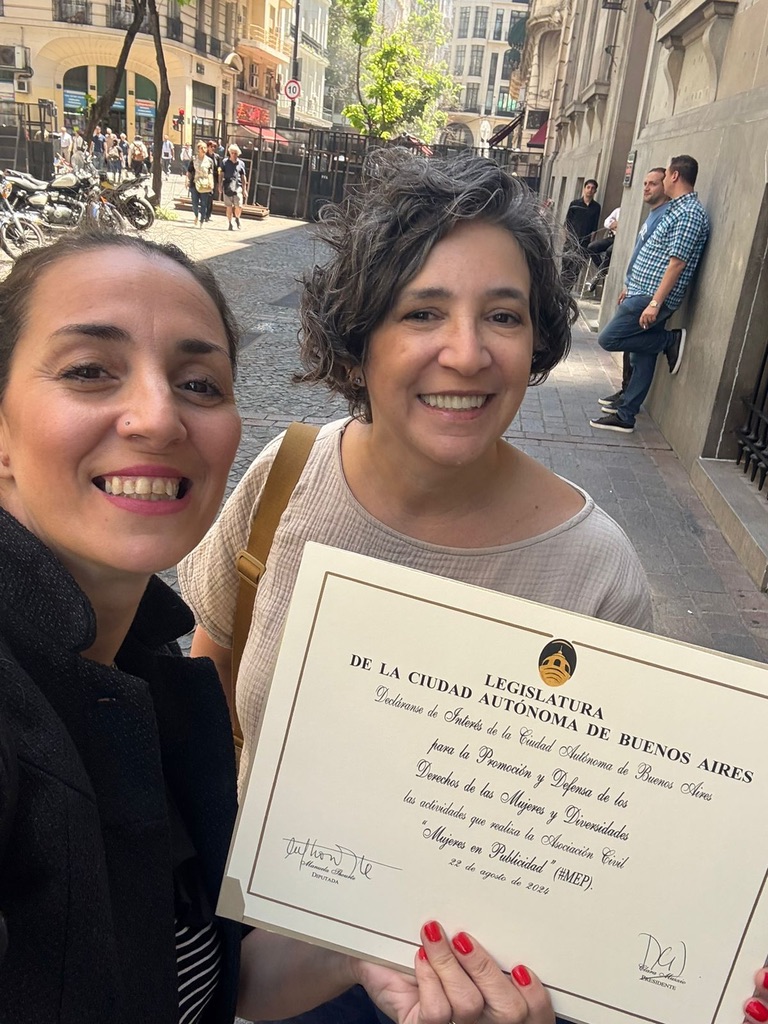 10
LEGISLATURA
DE LA CIUDAD AUTÓNOMA DE BUENOS AIRES
Decláranse de Interés de la Ciudad Autónoma de Buenos Aires
para la Promoción y Defensa de los
Derechos de las Mujeres y Diversidades
las actividades que realiza la Asociación Civil
"Mujeres en Publicidad" (#MEP).
22 de agosto de 2024
DIPUTADA
PRESIDENTE